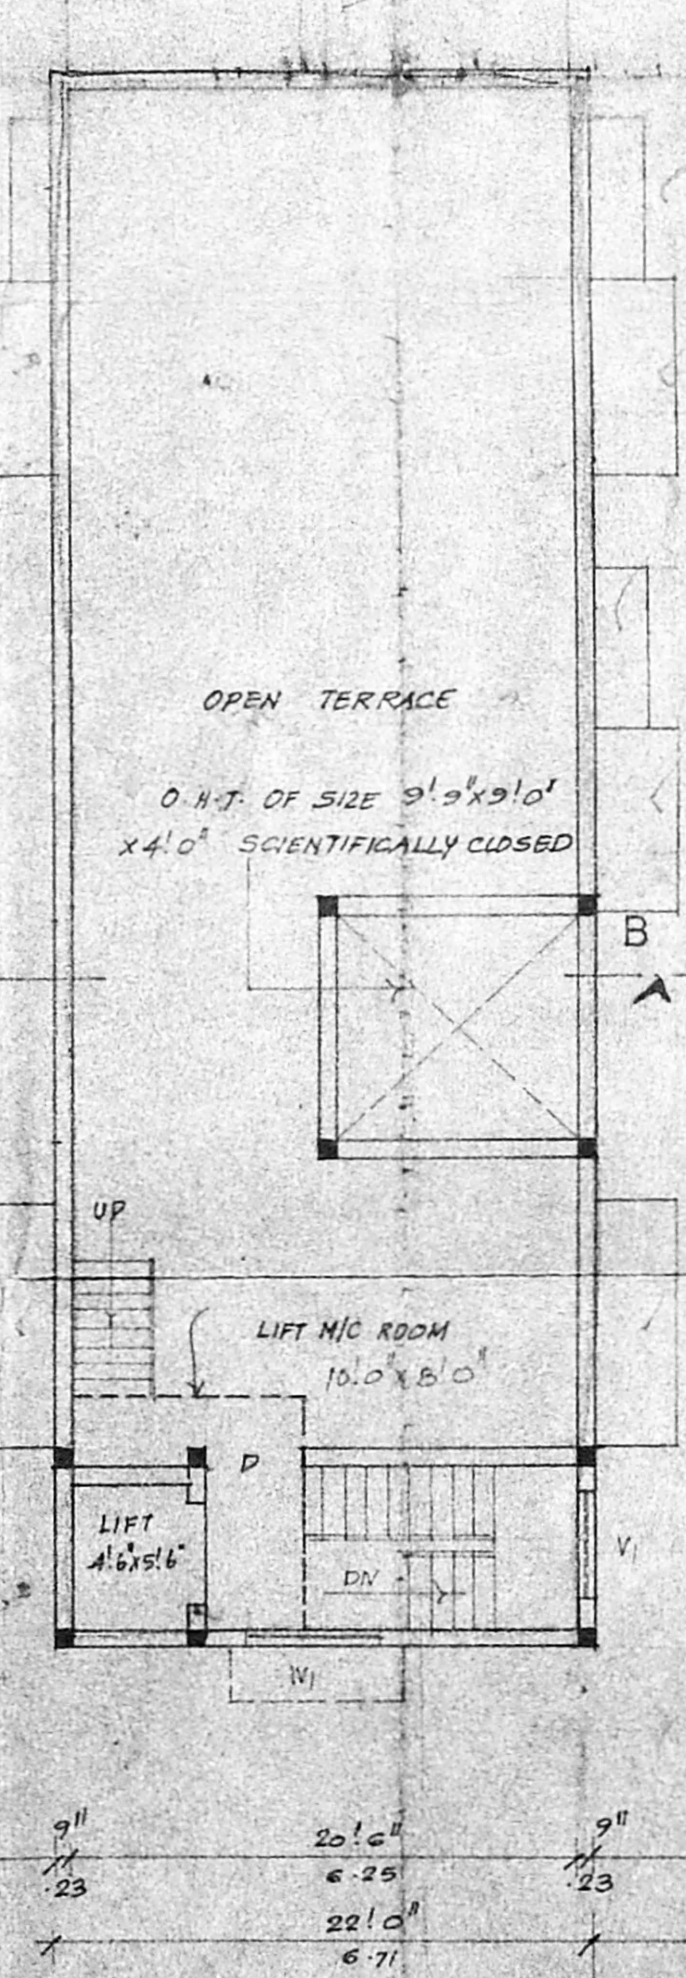 OPEN TERRACE
O.H.T. OF SIZE 9'.9"x9'.0"
x4'.0" SCIENTIFICALLY CLOSED
B
UP
LIFT M/C ROOM
10'.0"x8'.0"
D
LIFT
4'.6"x5'.6"
DN
V1
W1
9" 20'.6" 9"
.23 6.25 .23
22'.0"
6.71